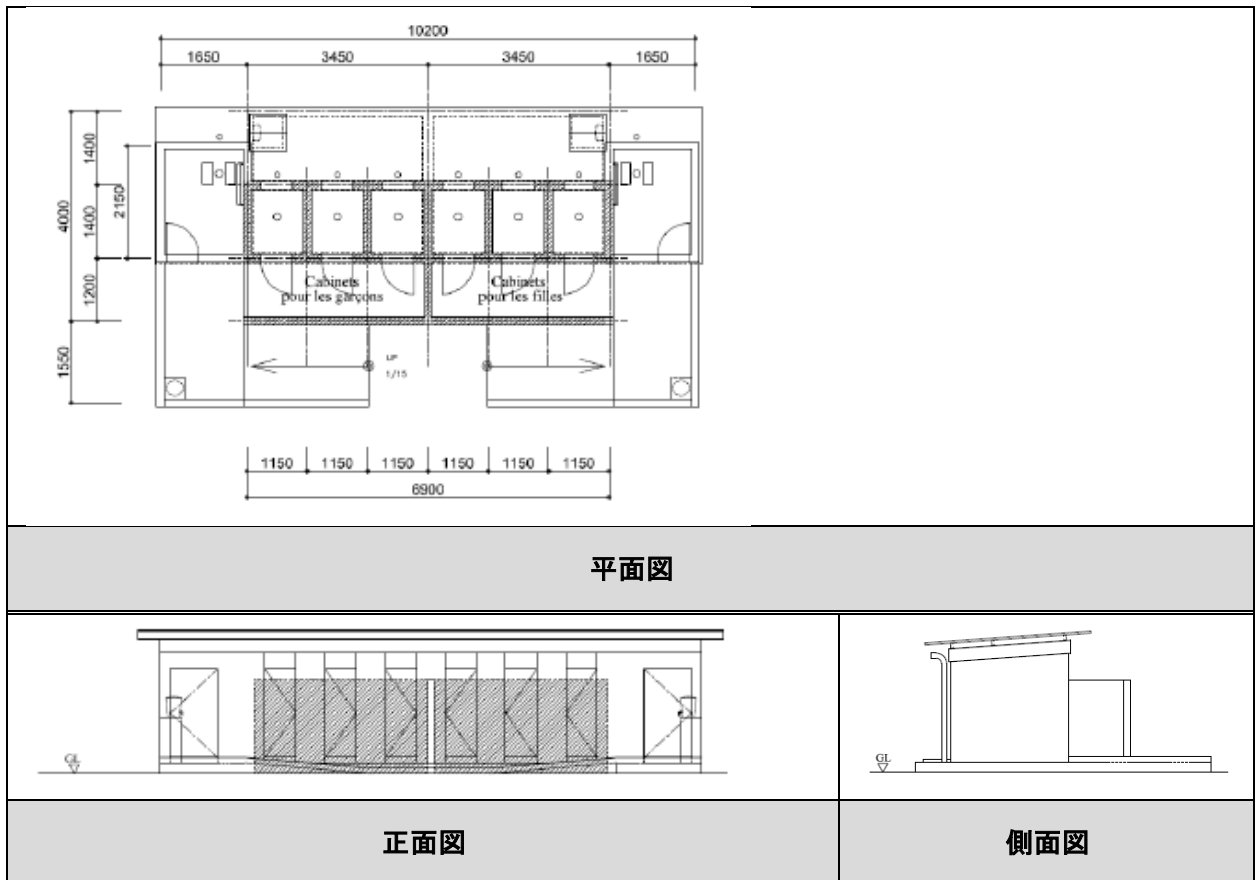 10200
1650 3450 3450 1650
1400
2150
4000
1400
1200
1550
Cabinets
pour les garçons
Cabinets
pour les filles
UP
1/15
1150 1150 1150 1150 1150 1150
6900
平面図
GL
GL
正面図
側面図